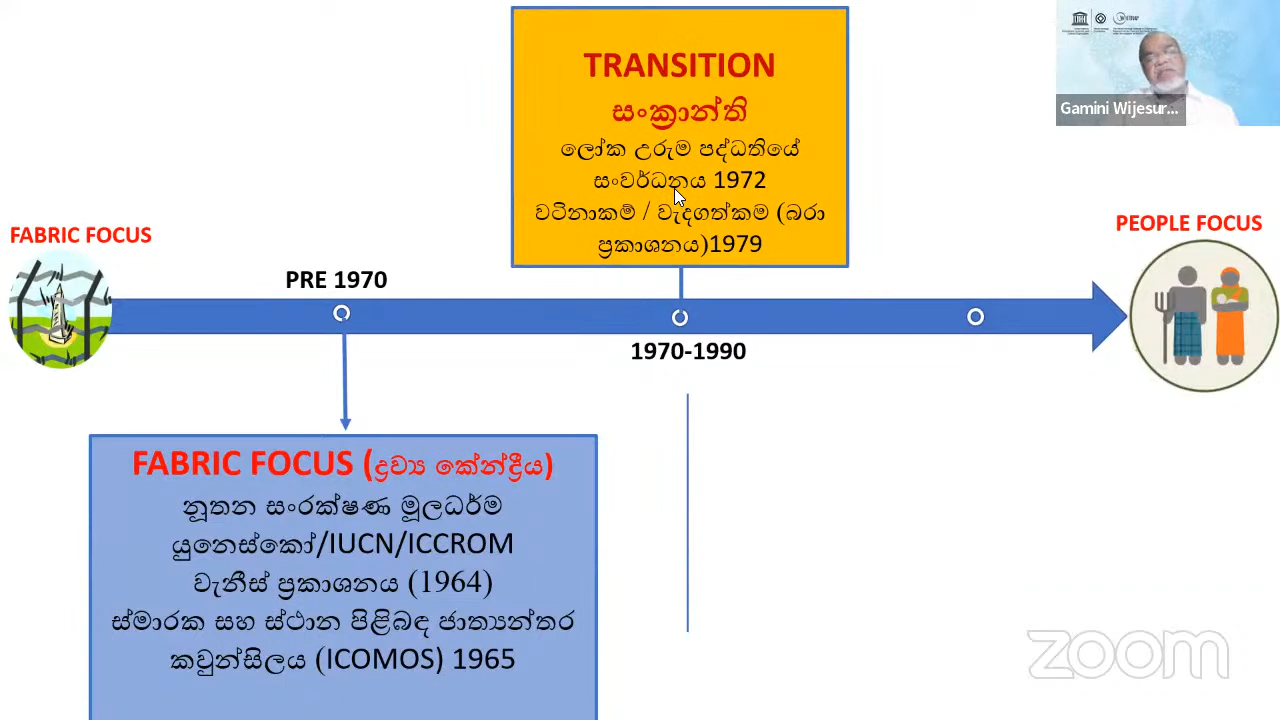 TRANSITION
සංක්‍රාන්ති
ලෝක උරුම පද්ධතියේ
සංවර්ධනය 1972
වටිනාකම් / වැදගත්කම (බරා
ප්‍රකාශනය)1979
Gamini Wijesur...
FABRIC FOCUS
PEOPLE FOCUS
PRE 1970
1970-1990
FABRIC FOCUS (ද්‍රව්‍ය කේන්ද්‍රීය)
නූතන සංරක්ෂණ මූලධර්ම
යුනෙස්කෝ/IUCN/ICCROM
වැනීස් ප්‍රකාශනය (1964)
ස්මාරක සහ ස්ථාන පිළිබඳ ජාත්‍යන්තර
කවුන්සිලය (ICOMOS) 1965
zoom